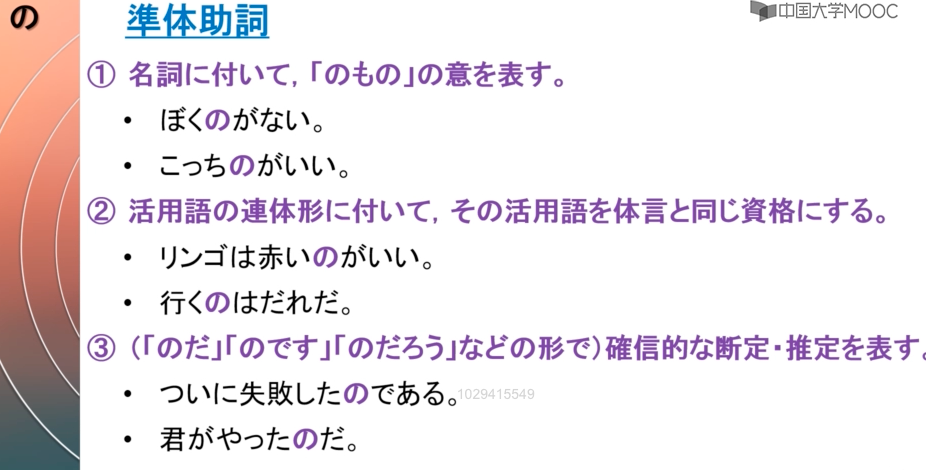 の
準体助詞
中国大学MOOC
① 名詞に付いて，「のもの」の意を表す。
• ぼくのがない。
• こっちのがいい。
② 活用語の連体形に付いて，その活用語を体言と同じ資格にする。
• リンゴは赤いのがいい。
• 行くのはだれだ。
③ （「のだ」「のです」「のだろう」などの形で）確信的な断定・推定を表す。
• ついに失敗したのである。
1029415549
• 君がやったのだ。